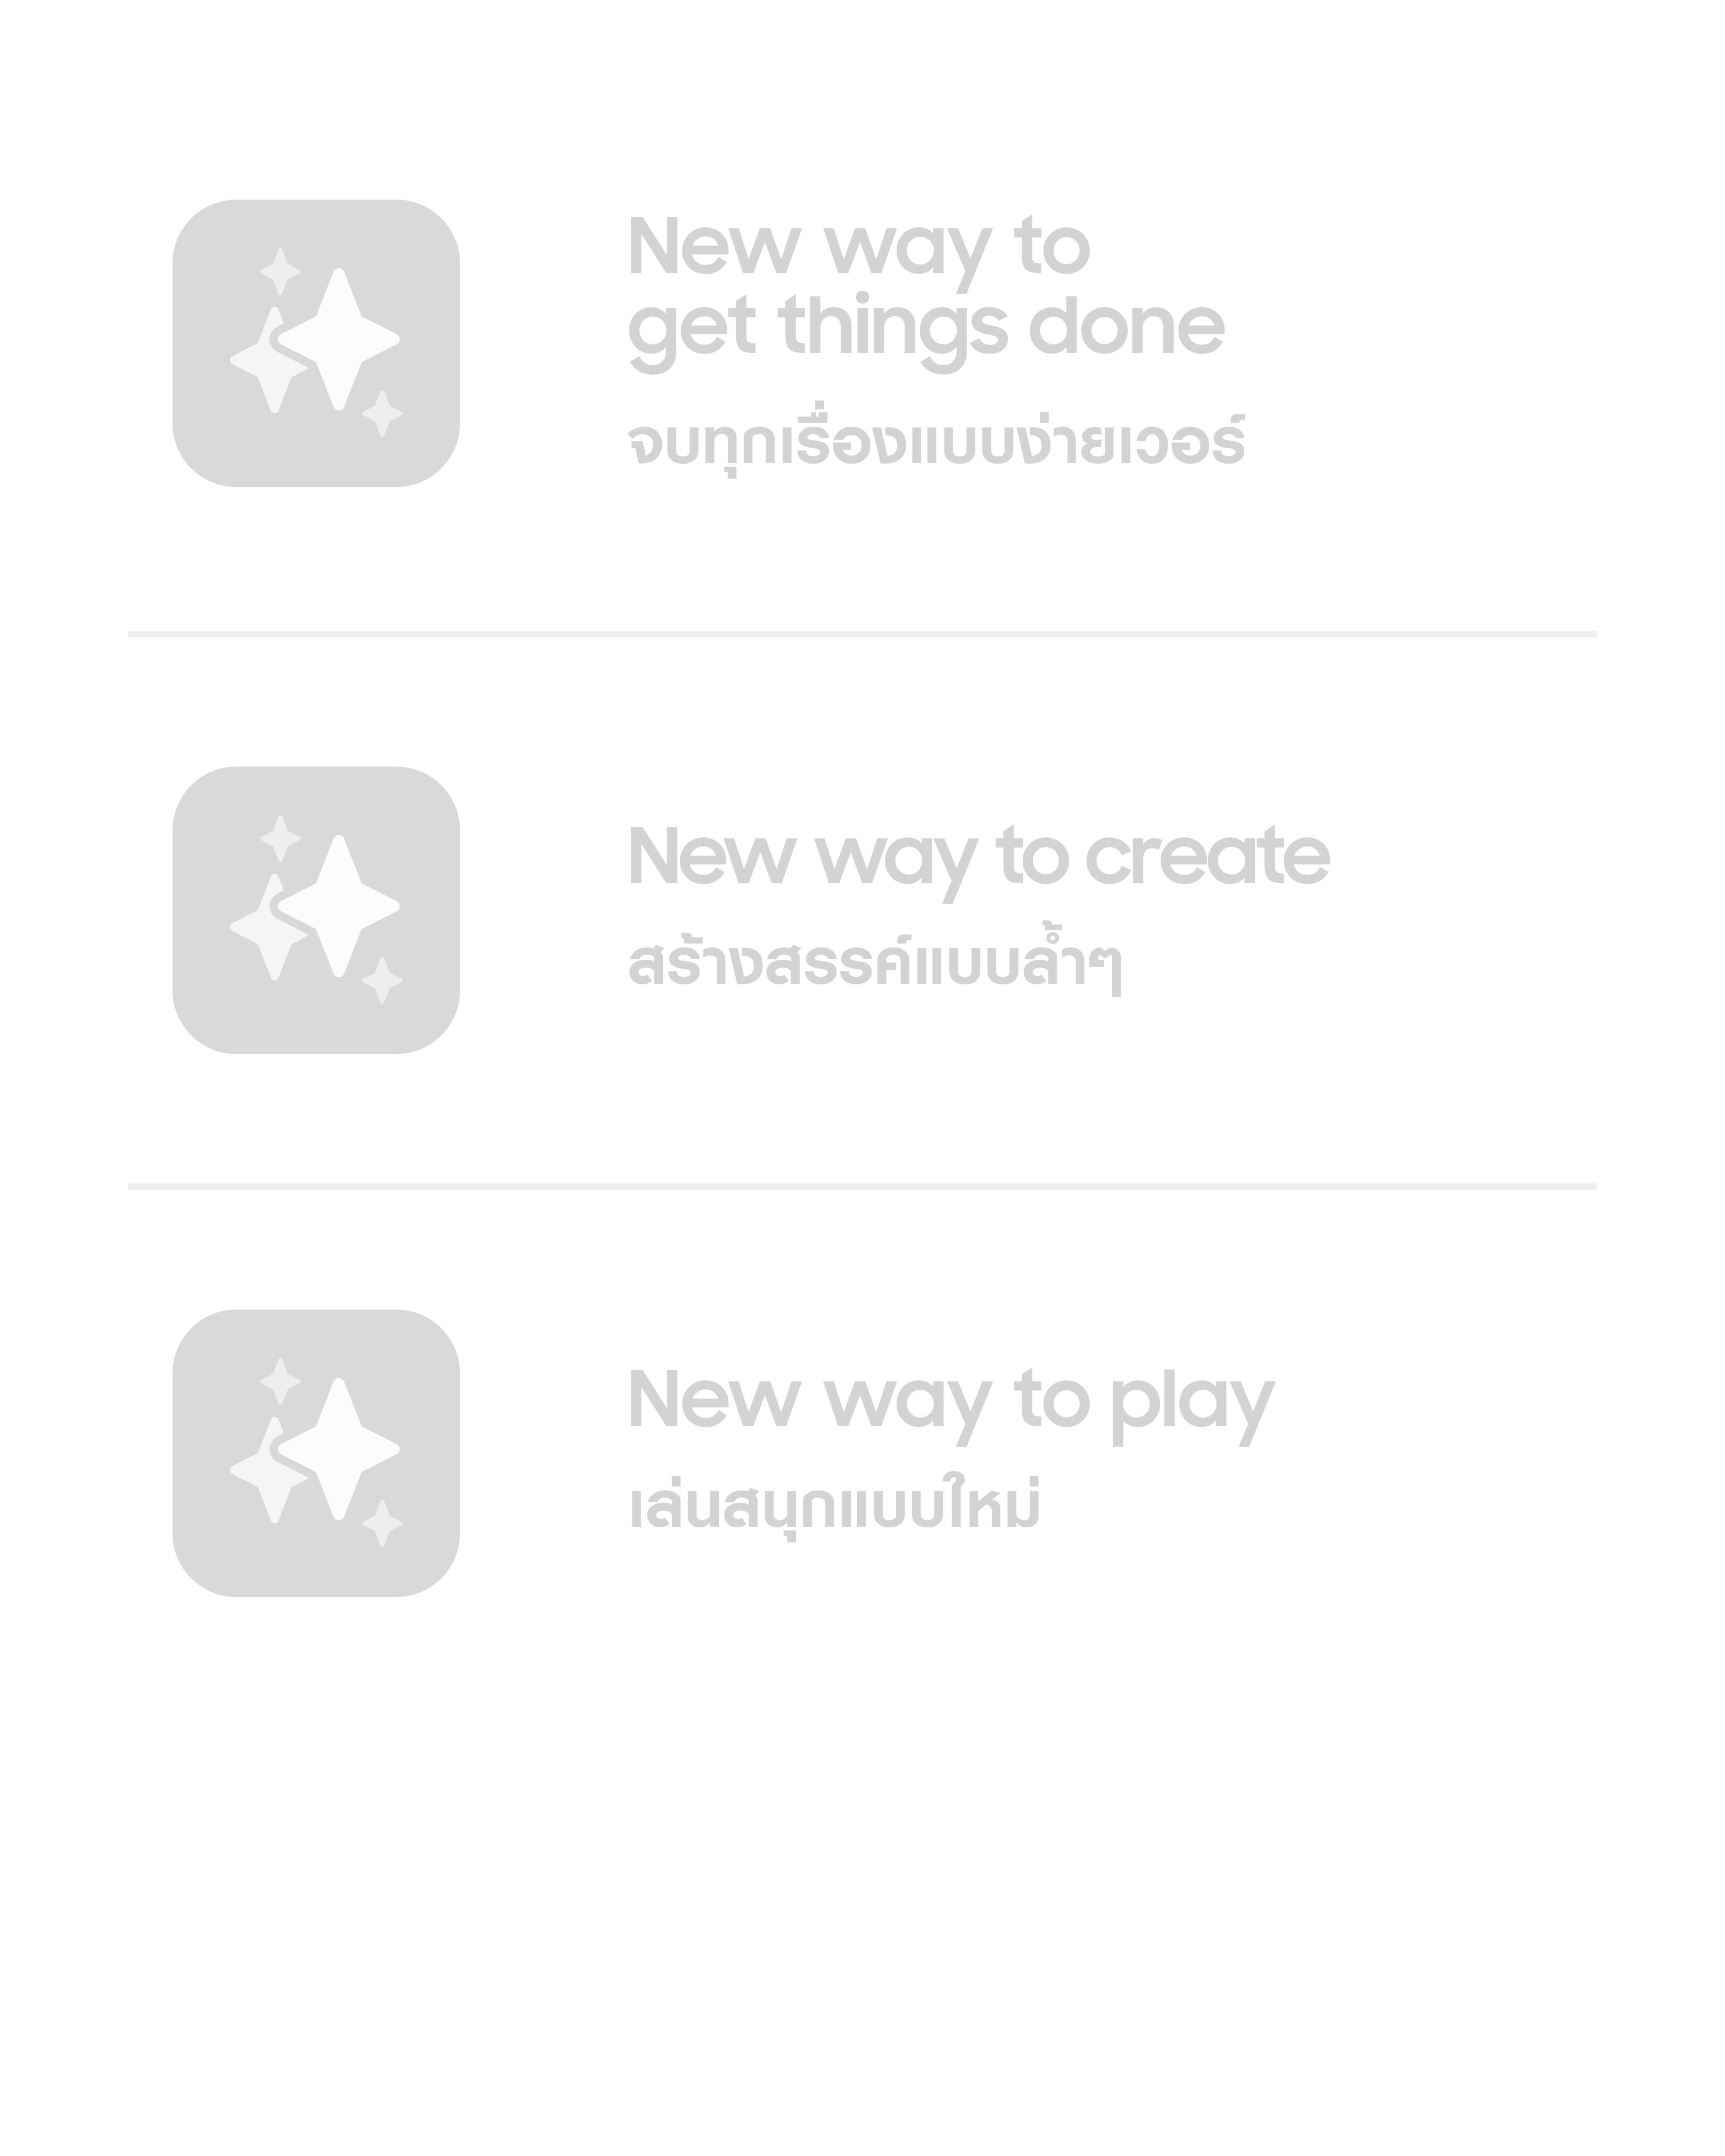 New way to
get things done
จบทุกเรื่องแบบง่ายเวอร์
New way to create
สร้างสรรค์แบบล้ำๆ
New way to play
เล่นสนุกแบบใหม่